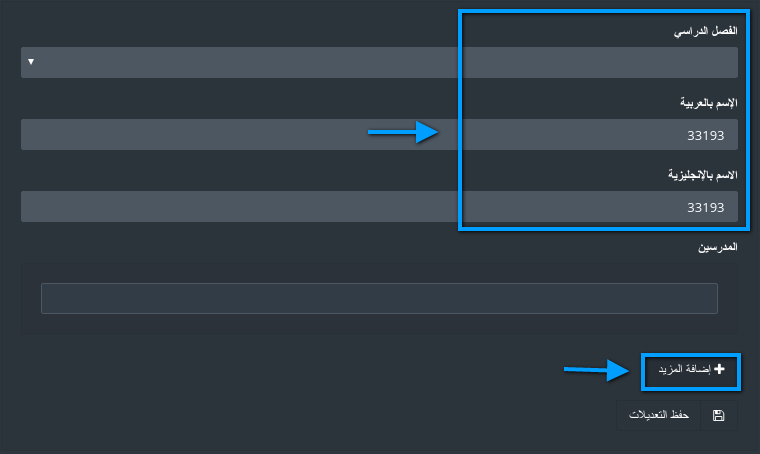 الفصل الدراسي
الإسم بالعربية
33193
الاسم بالإنجليزية
33193
المدرسين
إضافة المزيد
حفظ التعديلات